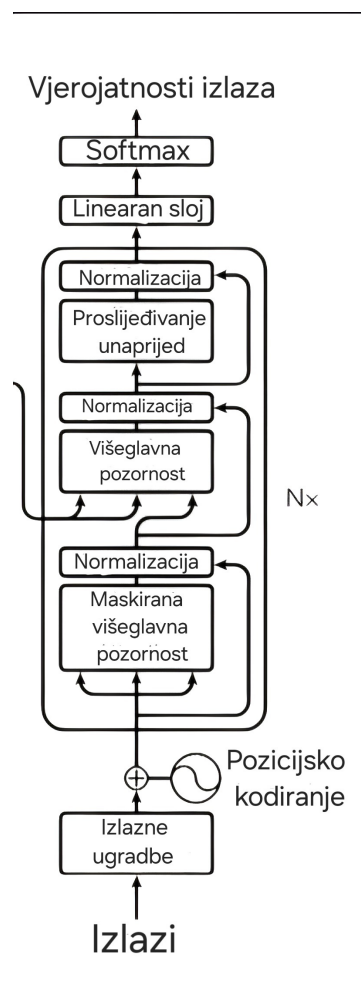 Vjerojatnosti izlaza
Softmax
Linearan sloj
Normalizacija
Proslijeđivanje
unaprijed
Normalizacija
Višeglavna
pozornost
N×
Normalizacija
Maskirana
višeglavna
pozornost
Pozicijsko
kodiranje
Izlazne
ugradbe
Izlazi